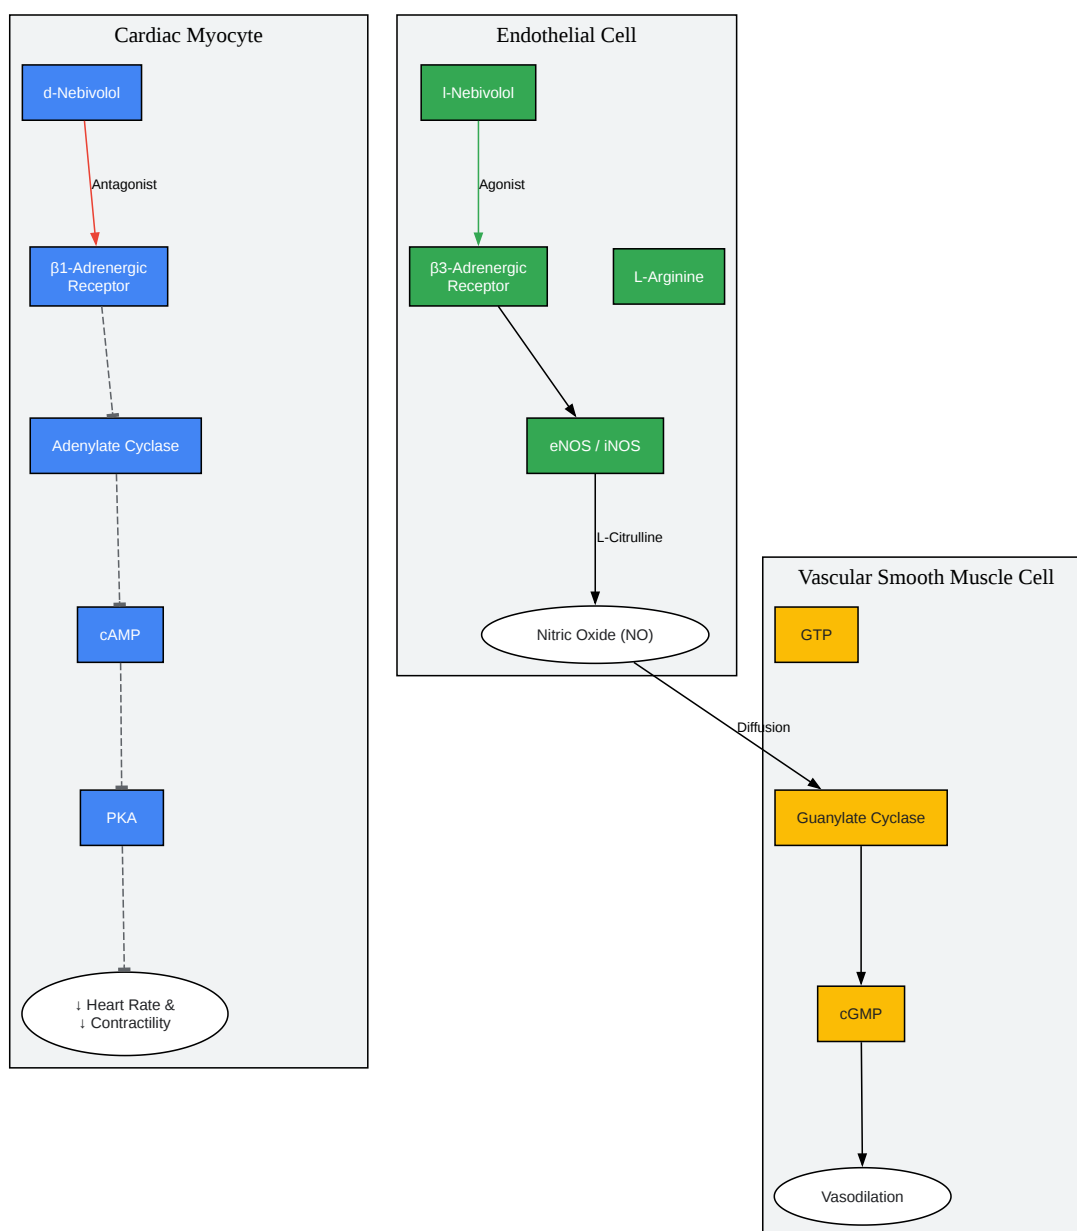 Cardiac Myocyte
d-Nebivolol
Antagonist
β1-Adrenergic
Receptor
Adenylate Cyclase
cAMP
PKA
↓ Heart Rate &
↓ Contractility
Endothelial Cell
l-Nebivolol
Agonist
β3-Adrenergic
Receptor
L-Arginine
eNOS / iNOS
L-Citrulline
Nitric Oxide (NO)
Diffusion
Vascular Smooth Muscle Cell
GTP
Guanylate Cyclase
cGMP
Vasodilation